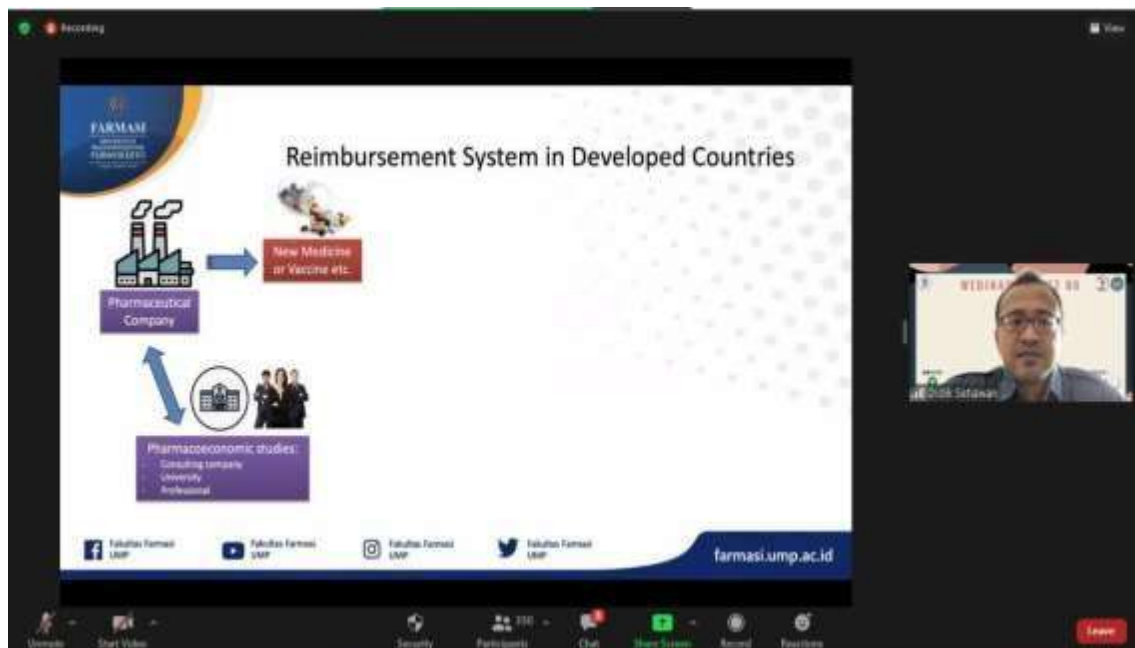 Recording
View
FARMASI
Reimbursement System in Developed Countries
New Medicine
or Vaccine etc.
Pharmaceutical
Company
Pharmacoeconomic studies:
- Consulting company
- University
- Professional
WEBINAR
Setiawan
Fakultas Farmasi
UMP
Fakultas Farmasi
UMP
Fakultas Farmasi
UMP
Fakultas Farmasi
UMP
farmasi.ump.ac.id
Unmute
Start Video
Security
Participants
Chat
Share Screen
Record
Reactions
Leave